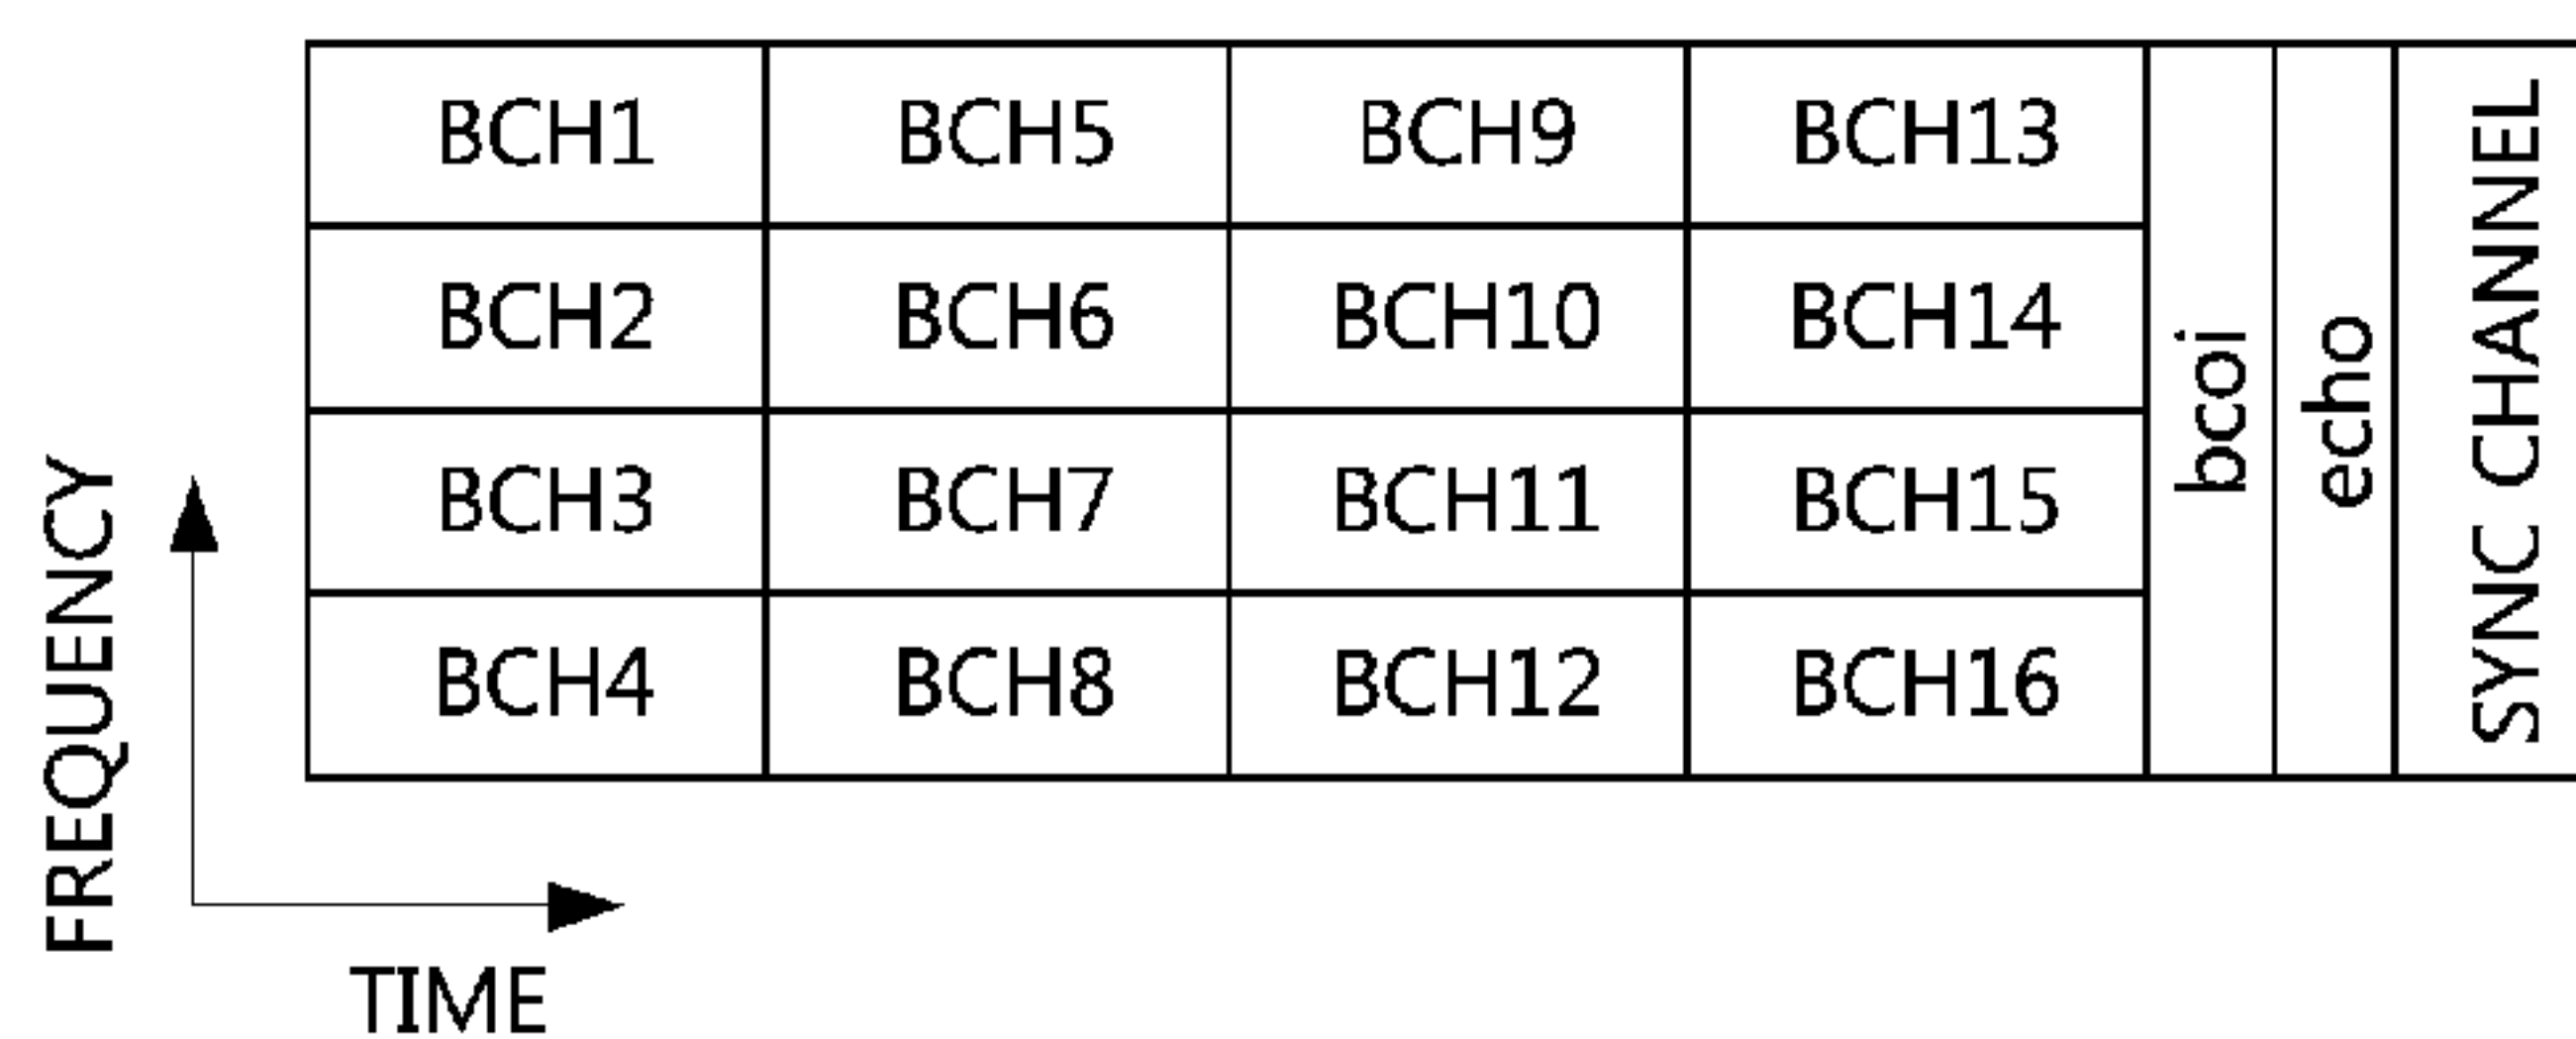 BCH1 BCH5 BCH9 BCH13
BCH2 BCH6 BCH10 BCH14
BCH3 BCH7 BCH11 BCH15
BCH4 BCH8 BCH12 BCH16
bcoi
echo
SYNC CHANNEL
FREQUENCY
TIME